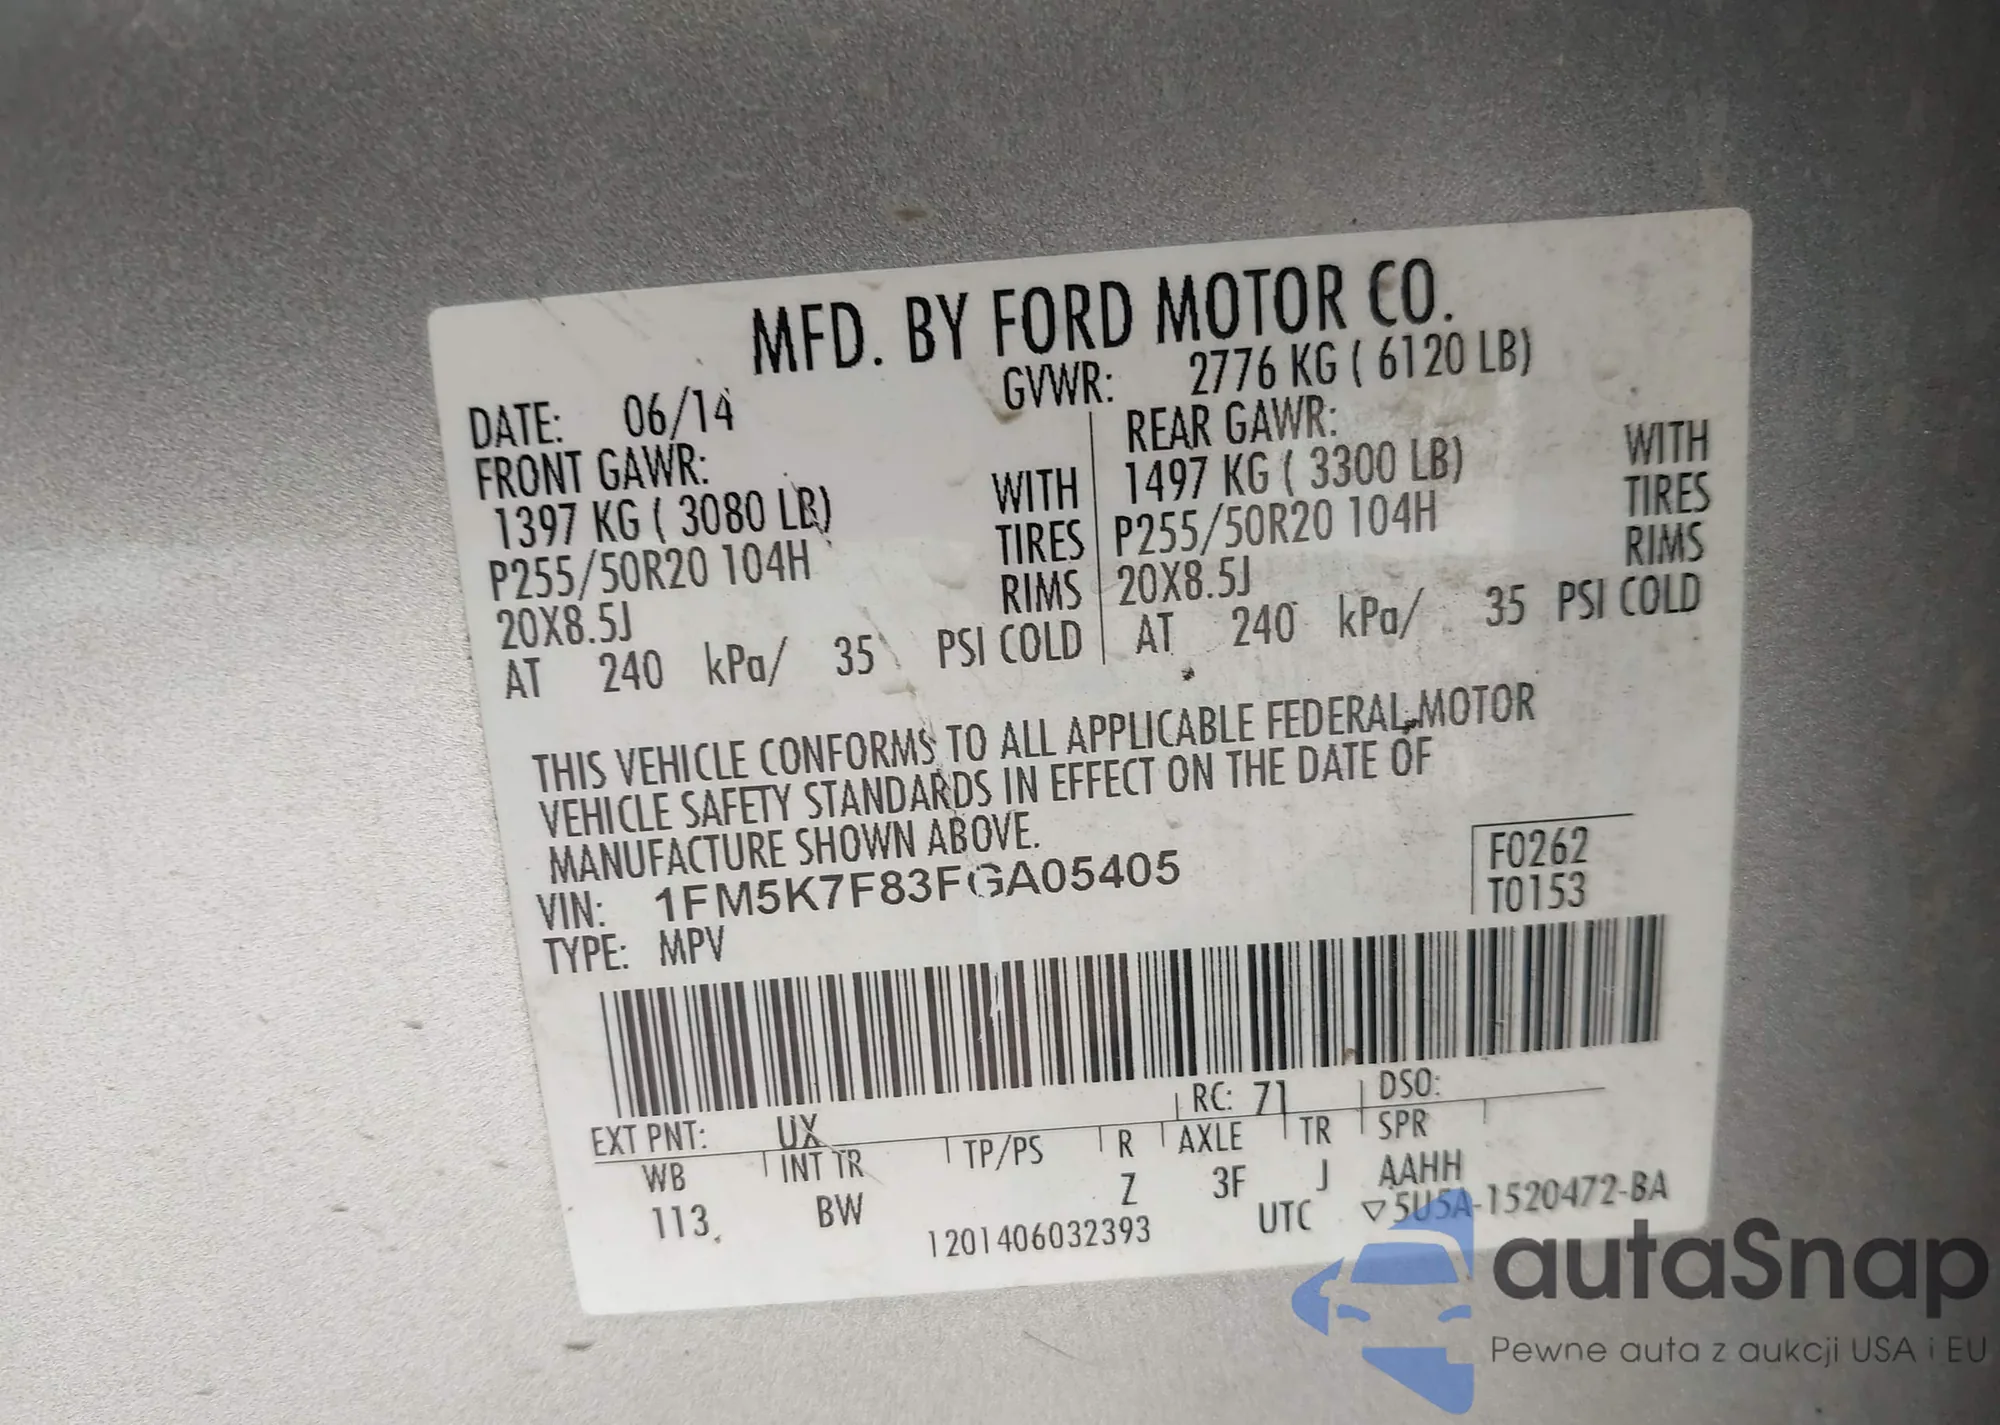 MFD. BY FORD MOTOR CO.
DATE: 06/14 GVWR: 2776 KG ( 6120 LB)
FRONT GAWR: REAR GAWR:
1397 KG ( 3080 LB) WITH 1497 KG ( 3300 LB) WITH
P255/50R20 104H TIRES P255/50R20 104H TIRES
20X8.5J RIMS 20X8.5J RIMS
AT 240 kPa/ 35 PSI COLD AT 240 kPa/ 35 PSI COLD
THIS VEHICLE CONFORMS TO ALL APPLICABLE FEDERAL MOTOR
VEHICLE SAFETY STANDARDS IN EFFECT ON THE DATE OF
MANUFACTURE SHOWN ABOVE.
VIN: 1FM5K7F83FGA05405 F0262
TYPE: MPV T0153
EXT PNT: UX RC: 71 DSO:
WB INT TR TP/PS R AXLE TR SPR
113 BW Z 3F J AAHH
1201406032393 UTC ▽5U5A-1520472-BA
autaSnap
Pewne auta z aukcji USA i EU